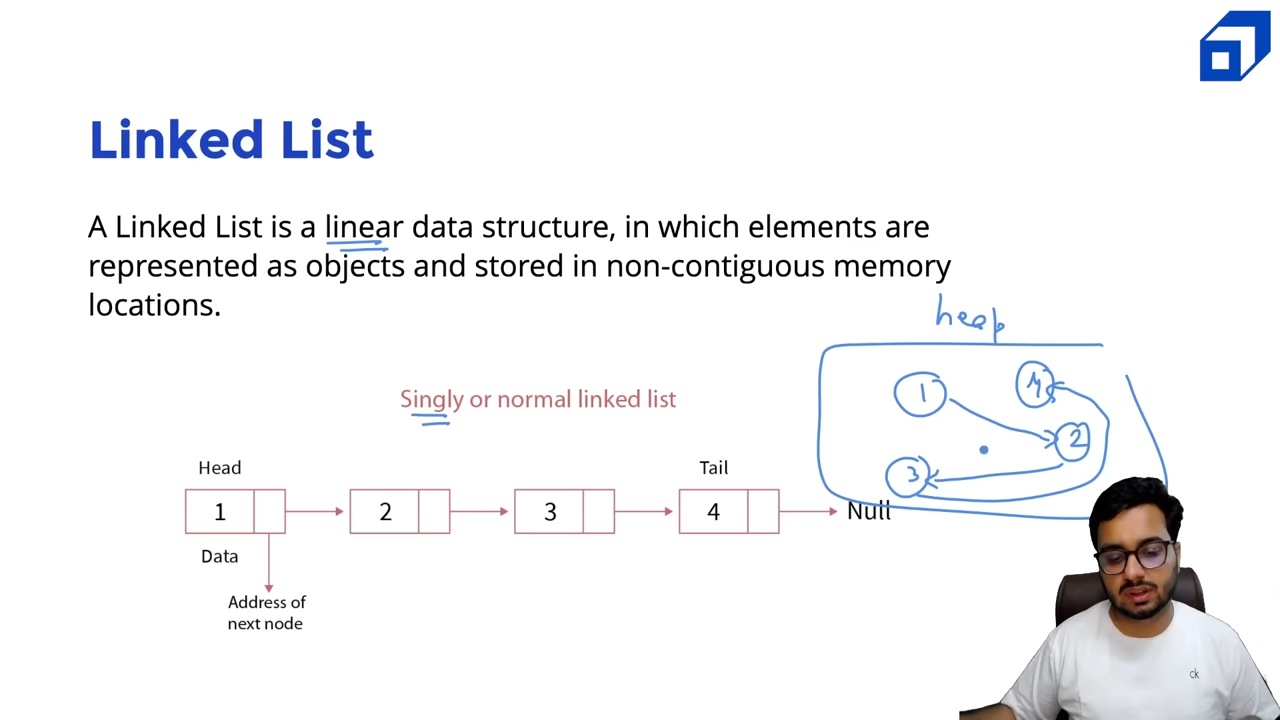 Linked List
A Linked List is a linear data structure, in which elements are
represented as objects and stored in non-contiguous memory
locations.
heap
Singly or normal linked list
1
4
2
3
Head
Tail
1
2
3
4
Null
Data
Address of
next node
ck